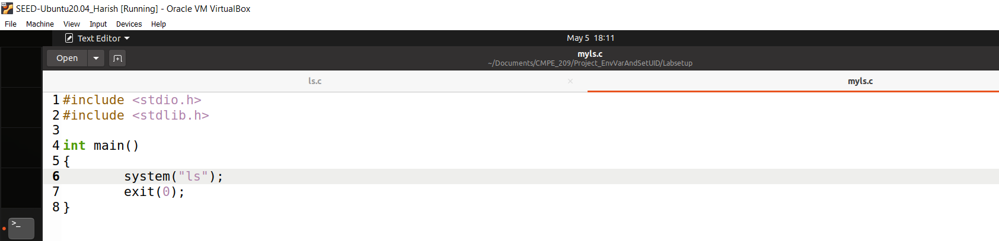 SEED-Ubuntu20.04_Harish [Running] - Oracle VM VirtualBox
File Machine View Input Devices Help
Text Editor May 5 18:11
Open myls.c
~/Documents/CMPE_209/Project_EnvVarAndSetUID/Labsetup
ls.c × myls.c
1 #include <stdio.h>
2 #include <stdlib.h>
3
4 int main()
5 {
6         system("ls");
7         exit(0);
8 }
>_